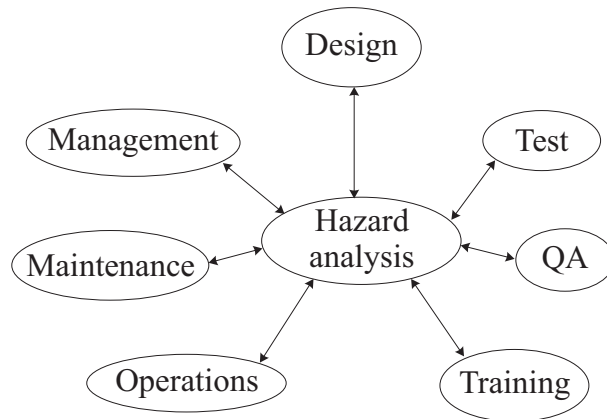 Design
Management
Test
Hazard
analysis
Maintenance
QA
Operations
Training